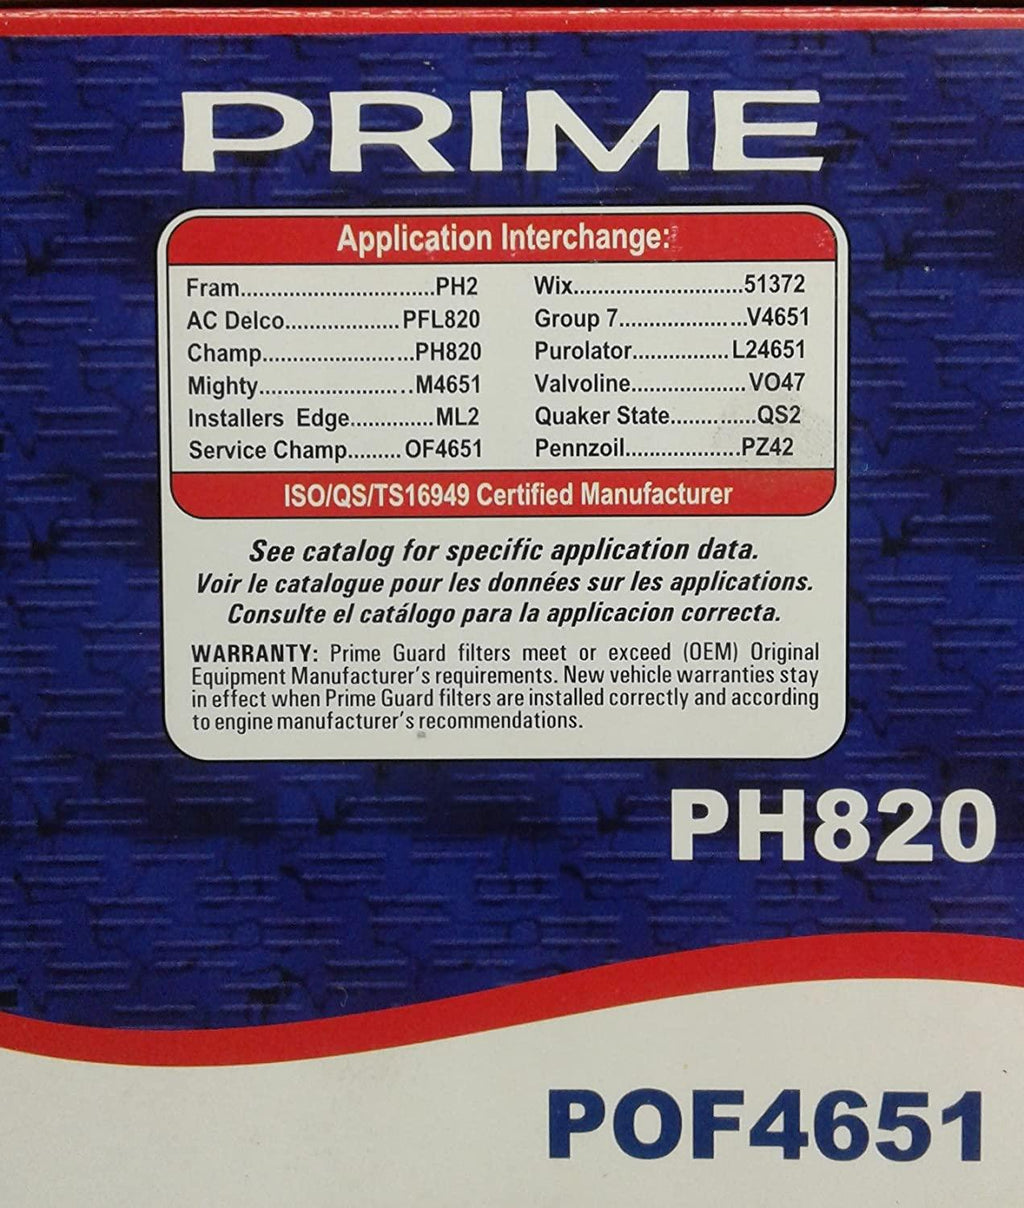 PRIME
Application Interchange:
Fram..............................PH2
AC Delco..................PFL820
Champ........................PH820
Mighty.........................M4651
Installers Edge.............ML2
Service Champ.........OF4651
Wix...........................51372
Group 7....................V4651
Purolator................L24651
Valvoline...................VO47
Quaker State..............QS2
Pennzoil...................PZ42
ISO/QS/TS16949 Certified Manufacturer
See catalog for specific application data.
Voir le catalogue pour les données sur les applications.
Consulte el catálogo para la applicacion correcta.
WARRANTY: Prime Guard filters meet or exceed (OEM) Original
Equipment Manufacturer's requirements. New vehicle warranties stay
in effect when Prime Guard filters are installed correctly and according
to engine manufacturer's recommendations.
PH820
POF4651